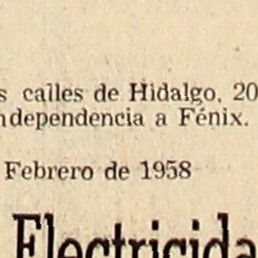 s calles de Hidalgo, 20
ndependencia a Fénix.
Febrero de 1958
Electricida